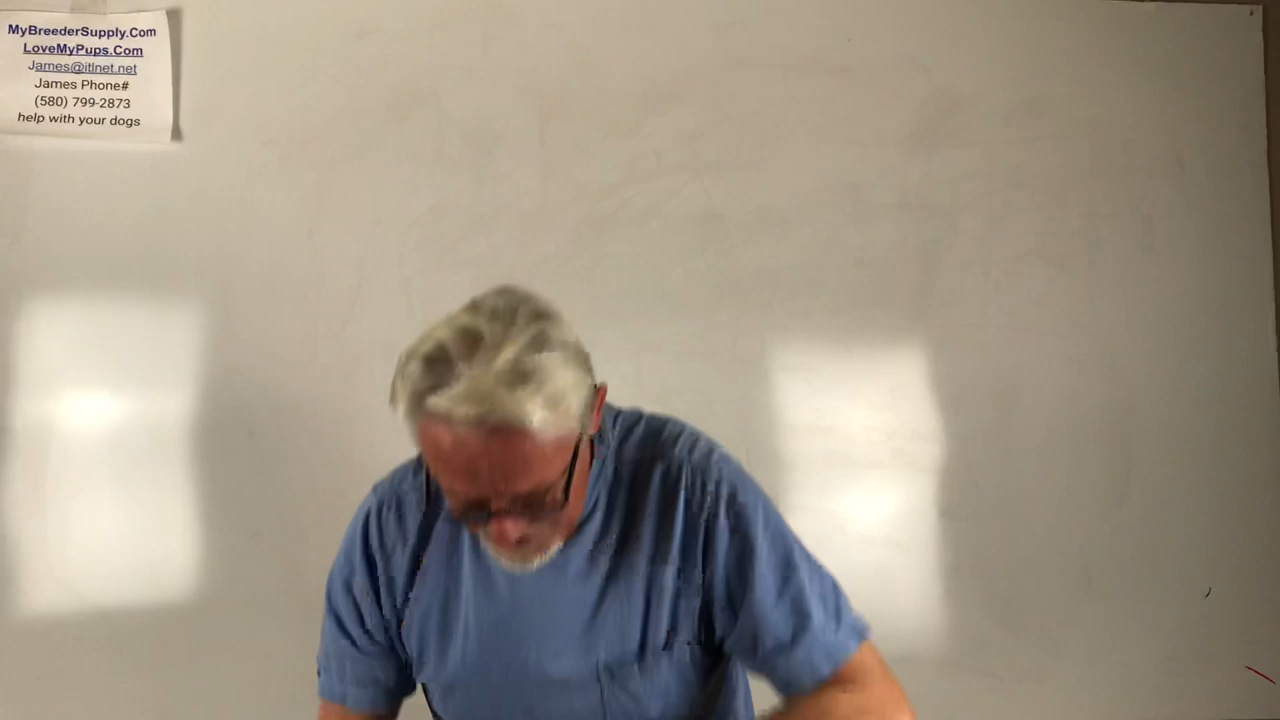 MyBreederSupply.Com
LoveMyPups.Com
James@itlnet.net
James Phone#
(580) 799-2873
help with your dogs